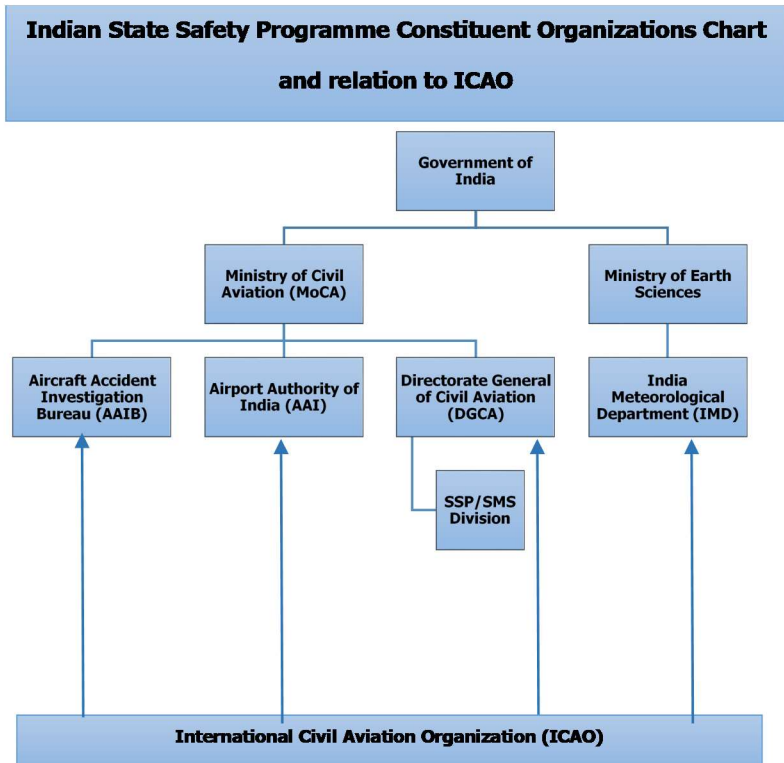 Indian State Safety Programme Constituent Organizations Chart
and relation to ICAO
Government of
India
Ministry of Civil
Aviation (MoCA)
Ministry of Earth
Sciences
Aircraft Accident
Investigation
Bureau (AAIB)
Airport Authority of
India (AAI)
Directorate General
of Civil Aviation
(DGCA)
India
Meteorological
Department (IMD)
SSP/SMS
Division
International Civil Aviation Organization (ICAO)